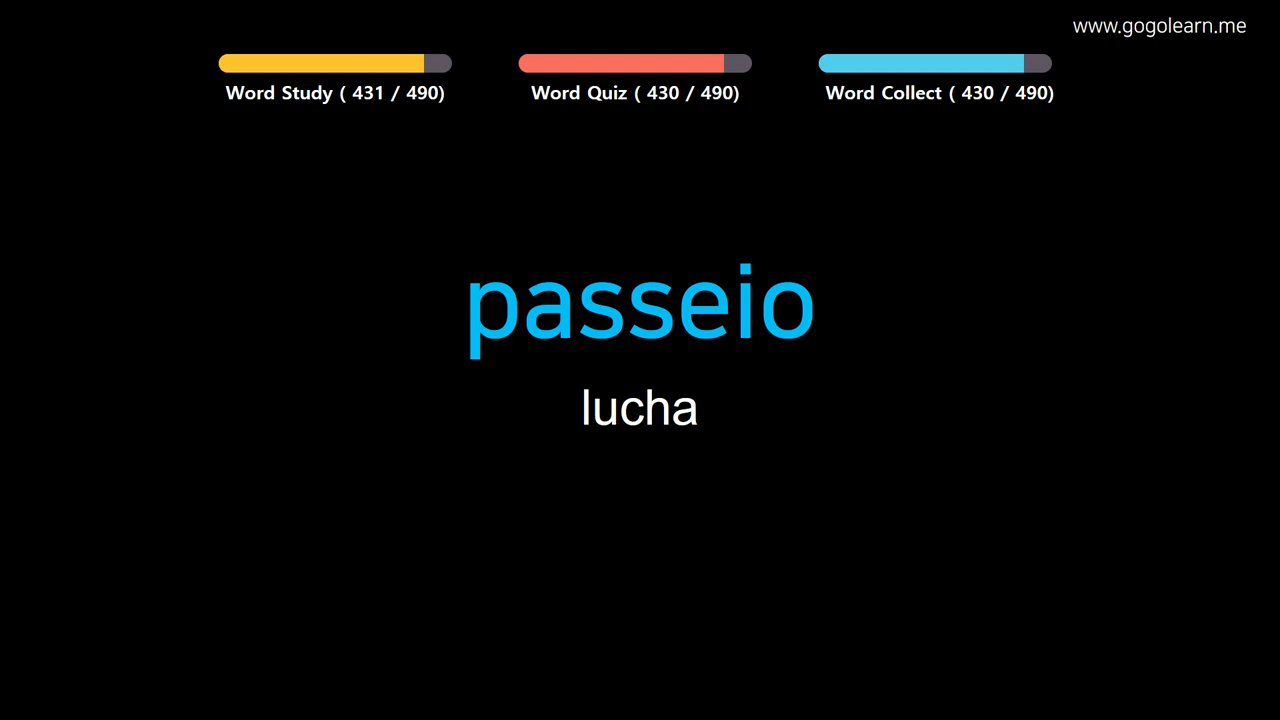 www.gogolearn.me
Word Study ( 431 / 490)
Word Quiz ( 430 / 490)
Word Collect ( 430 / 490)
passeio
lucha